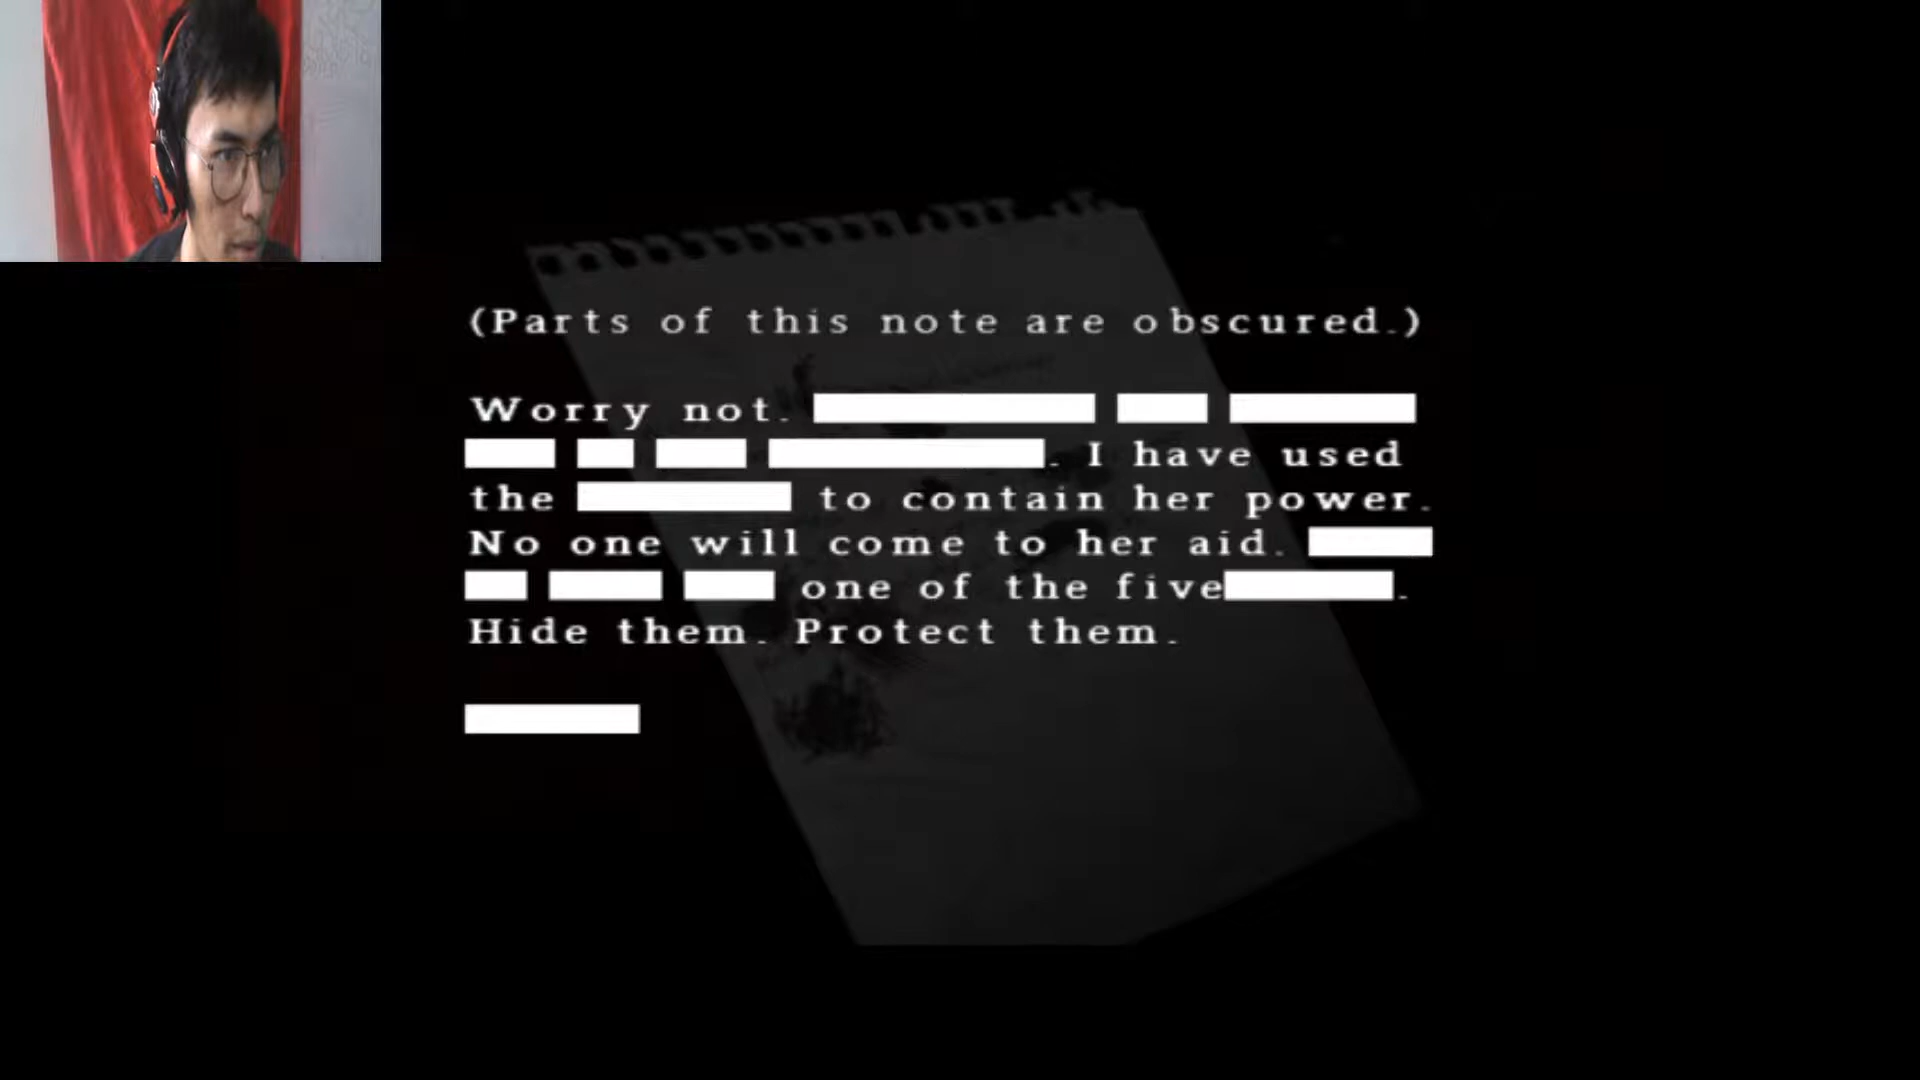 (Parts of this note are obscured.)
Worry not.
. I have used
the to contain her power.
No one will come to her aid.
one of the five .
Hide them. Protect them.